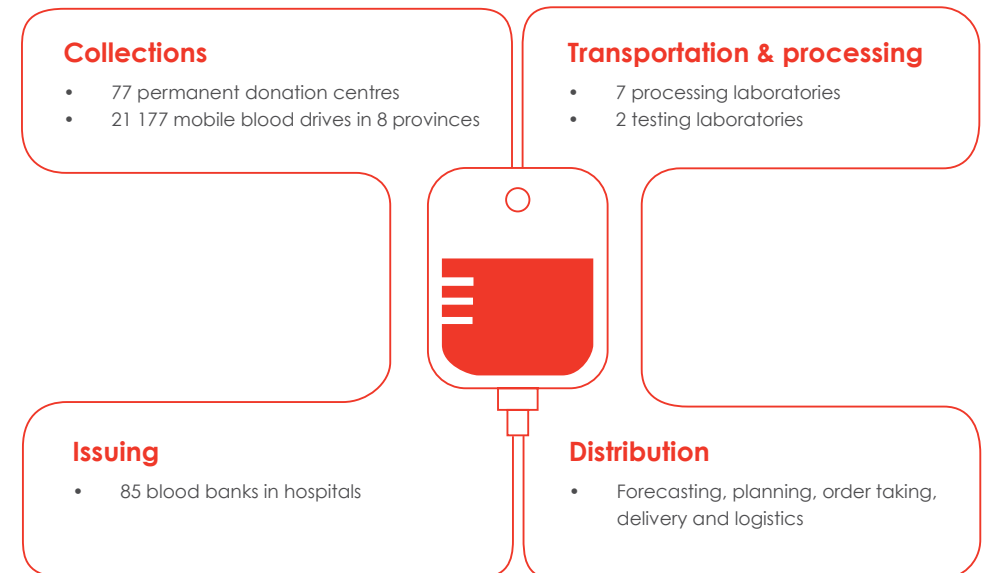 Collections
• 77 permanent donation centres
• 21 177 mobile blood drives in 8 provinces
Transportation & processing
• 7 processing laboratories
• 2 testing laboratories
Issuing
• 85 blood banks in hospitals
Distribution
• Forecasting, planning, order taking,
delivery and logistics